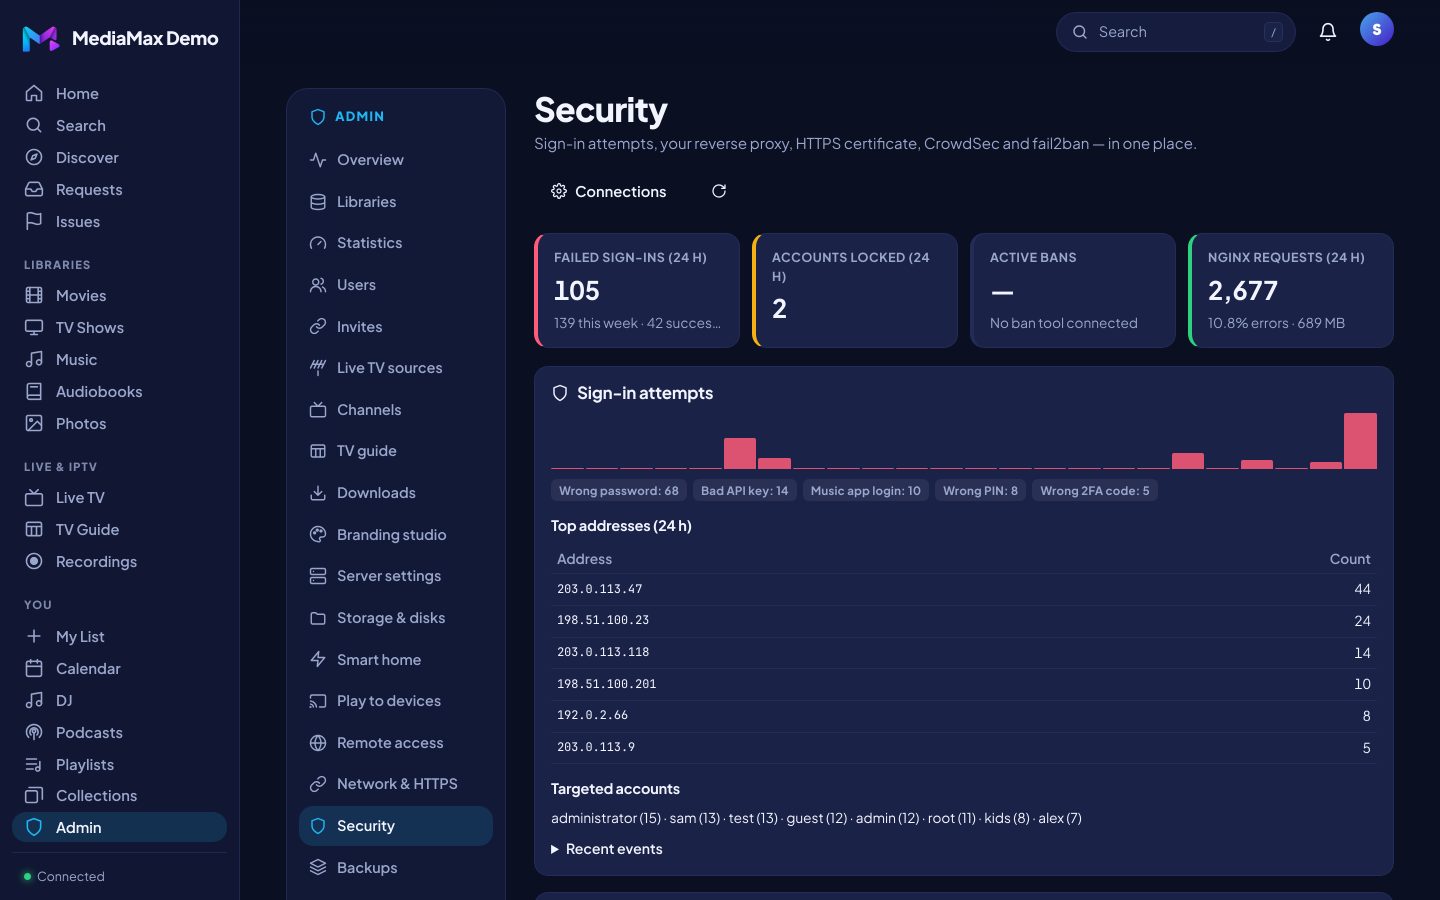 MediaMax Demo
Home
Search
Discover
Requests
Issues
LIBRARIES
Movies
TV Shows
Music
Audiobooks
Photos
LIVE & IPTV
Live TV
TV Guide
Recordings
YOU
My List
Calendar
DJ
Podcasts
Playlists
Collections
Admin
Connected
ADMIN
Overview
Libraries
Statistics
Users
Invites
Live TV sources
Channels
TV guide
Downloads
Branding studio
Server settings
Storage & disks
Smart home
Play to devices
Remote access
Network & HTTPS
Security
Backups
Search /
S
Security
Sign-in attempts, your reverse proxy, HTTPS certificate, CrowdSec and fail2ban — in one place.
Connections
FAILED SIGN-INS (24 H)
105
139 this week · 42 succes...
ACCOUNTS LOCKED (24
H)
2
ACTIVE BANS
—
No ban tool connected
NGINX REQUESTS (24 H)
2,677
10.8% errors · 689 MB
Sign-in attempts
Wrong password: 68 Bad API key: 14 Music app login: 10 Wrong PIN: 8 Wrong 2FA code: 5
Top addresses (24 h)
Address Count
203.0.113.47 44
198.51.100.23 24
203.0.113.118 14
198.51.100.201 10
192.0.2.66 8
203.0.113.9 5
Targeted accounts
administrator (15) · sam (13) · test (13) · guest (12) · admin (12) · root (11) · kids (8) · alex (7)
Recent events